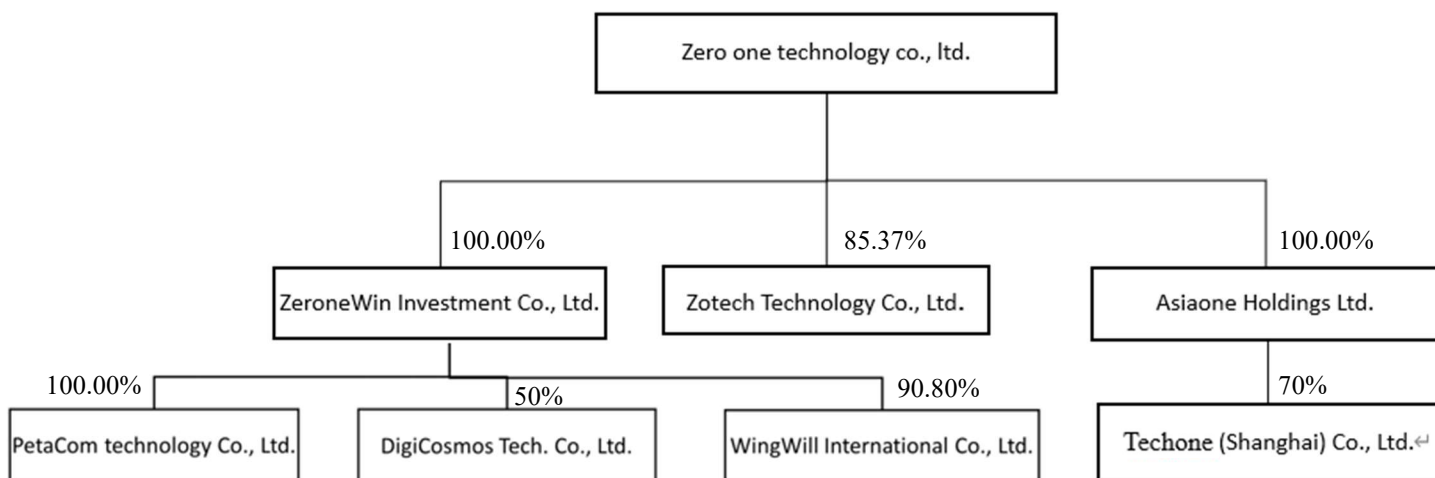 Zero one technology co., ltd.
100.00%
85.37%
100.00%
ZeroneWin Investment Co., Ltd.
Zotech Technology Co., Ltd.
Asiaone Holdings Ltd.
100.00%
50%
90.80%
70%
PetaCom technology Co., Ltd.
DigiCosmos Tech. Co., Ltd.
WingWill International Co., Ltd.
Techone (Shanghai) Co., Ltd.↵